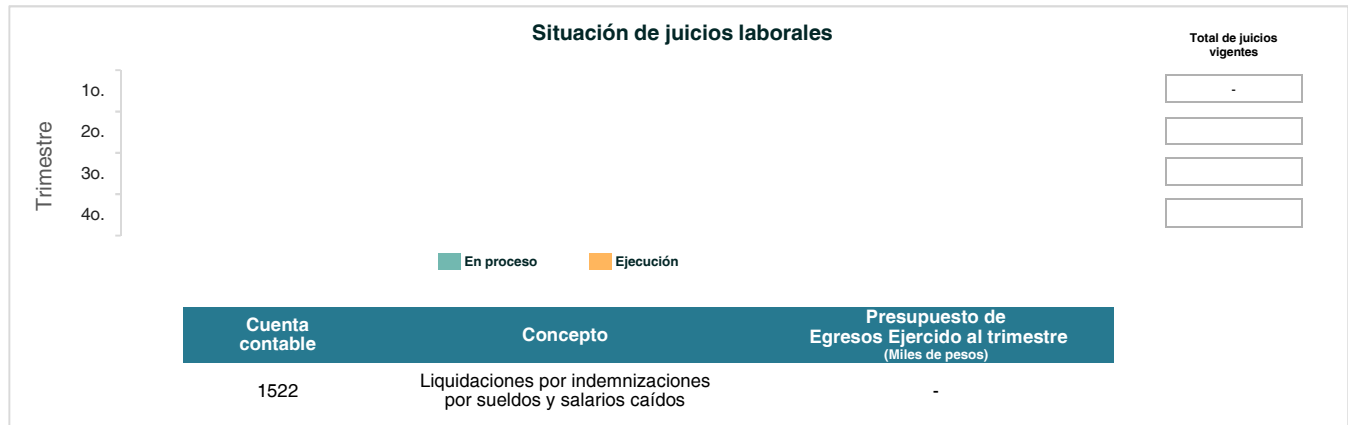 Situación de juicios laborales
Total de juicios
vigentes
Trimestre
1o.
-
2o.
3o.
4o.
En proceso
Ejecución
Cuenta
contable
Concepto
Presupuesto de
Egresos Ejercido al trimestre
(Miles de pesos)
1522
Liquidaciones por indemnizaciones
por sueldos y salarios caídos
-